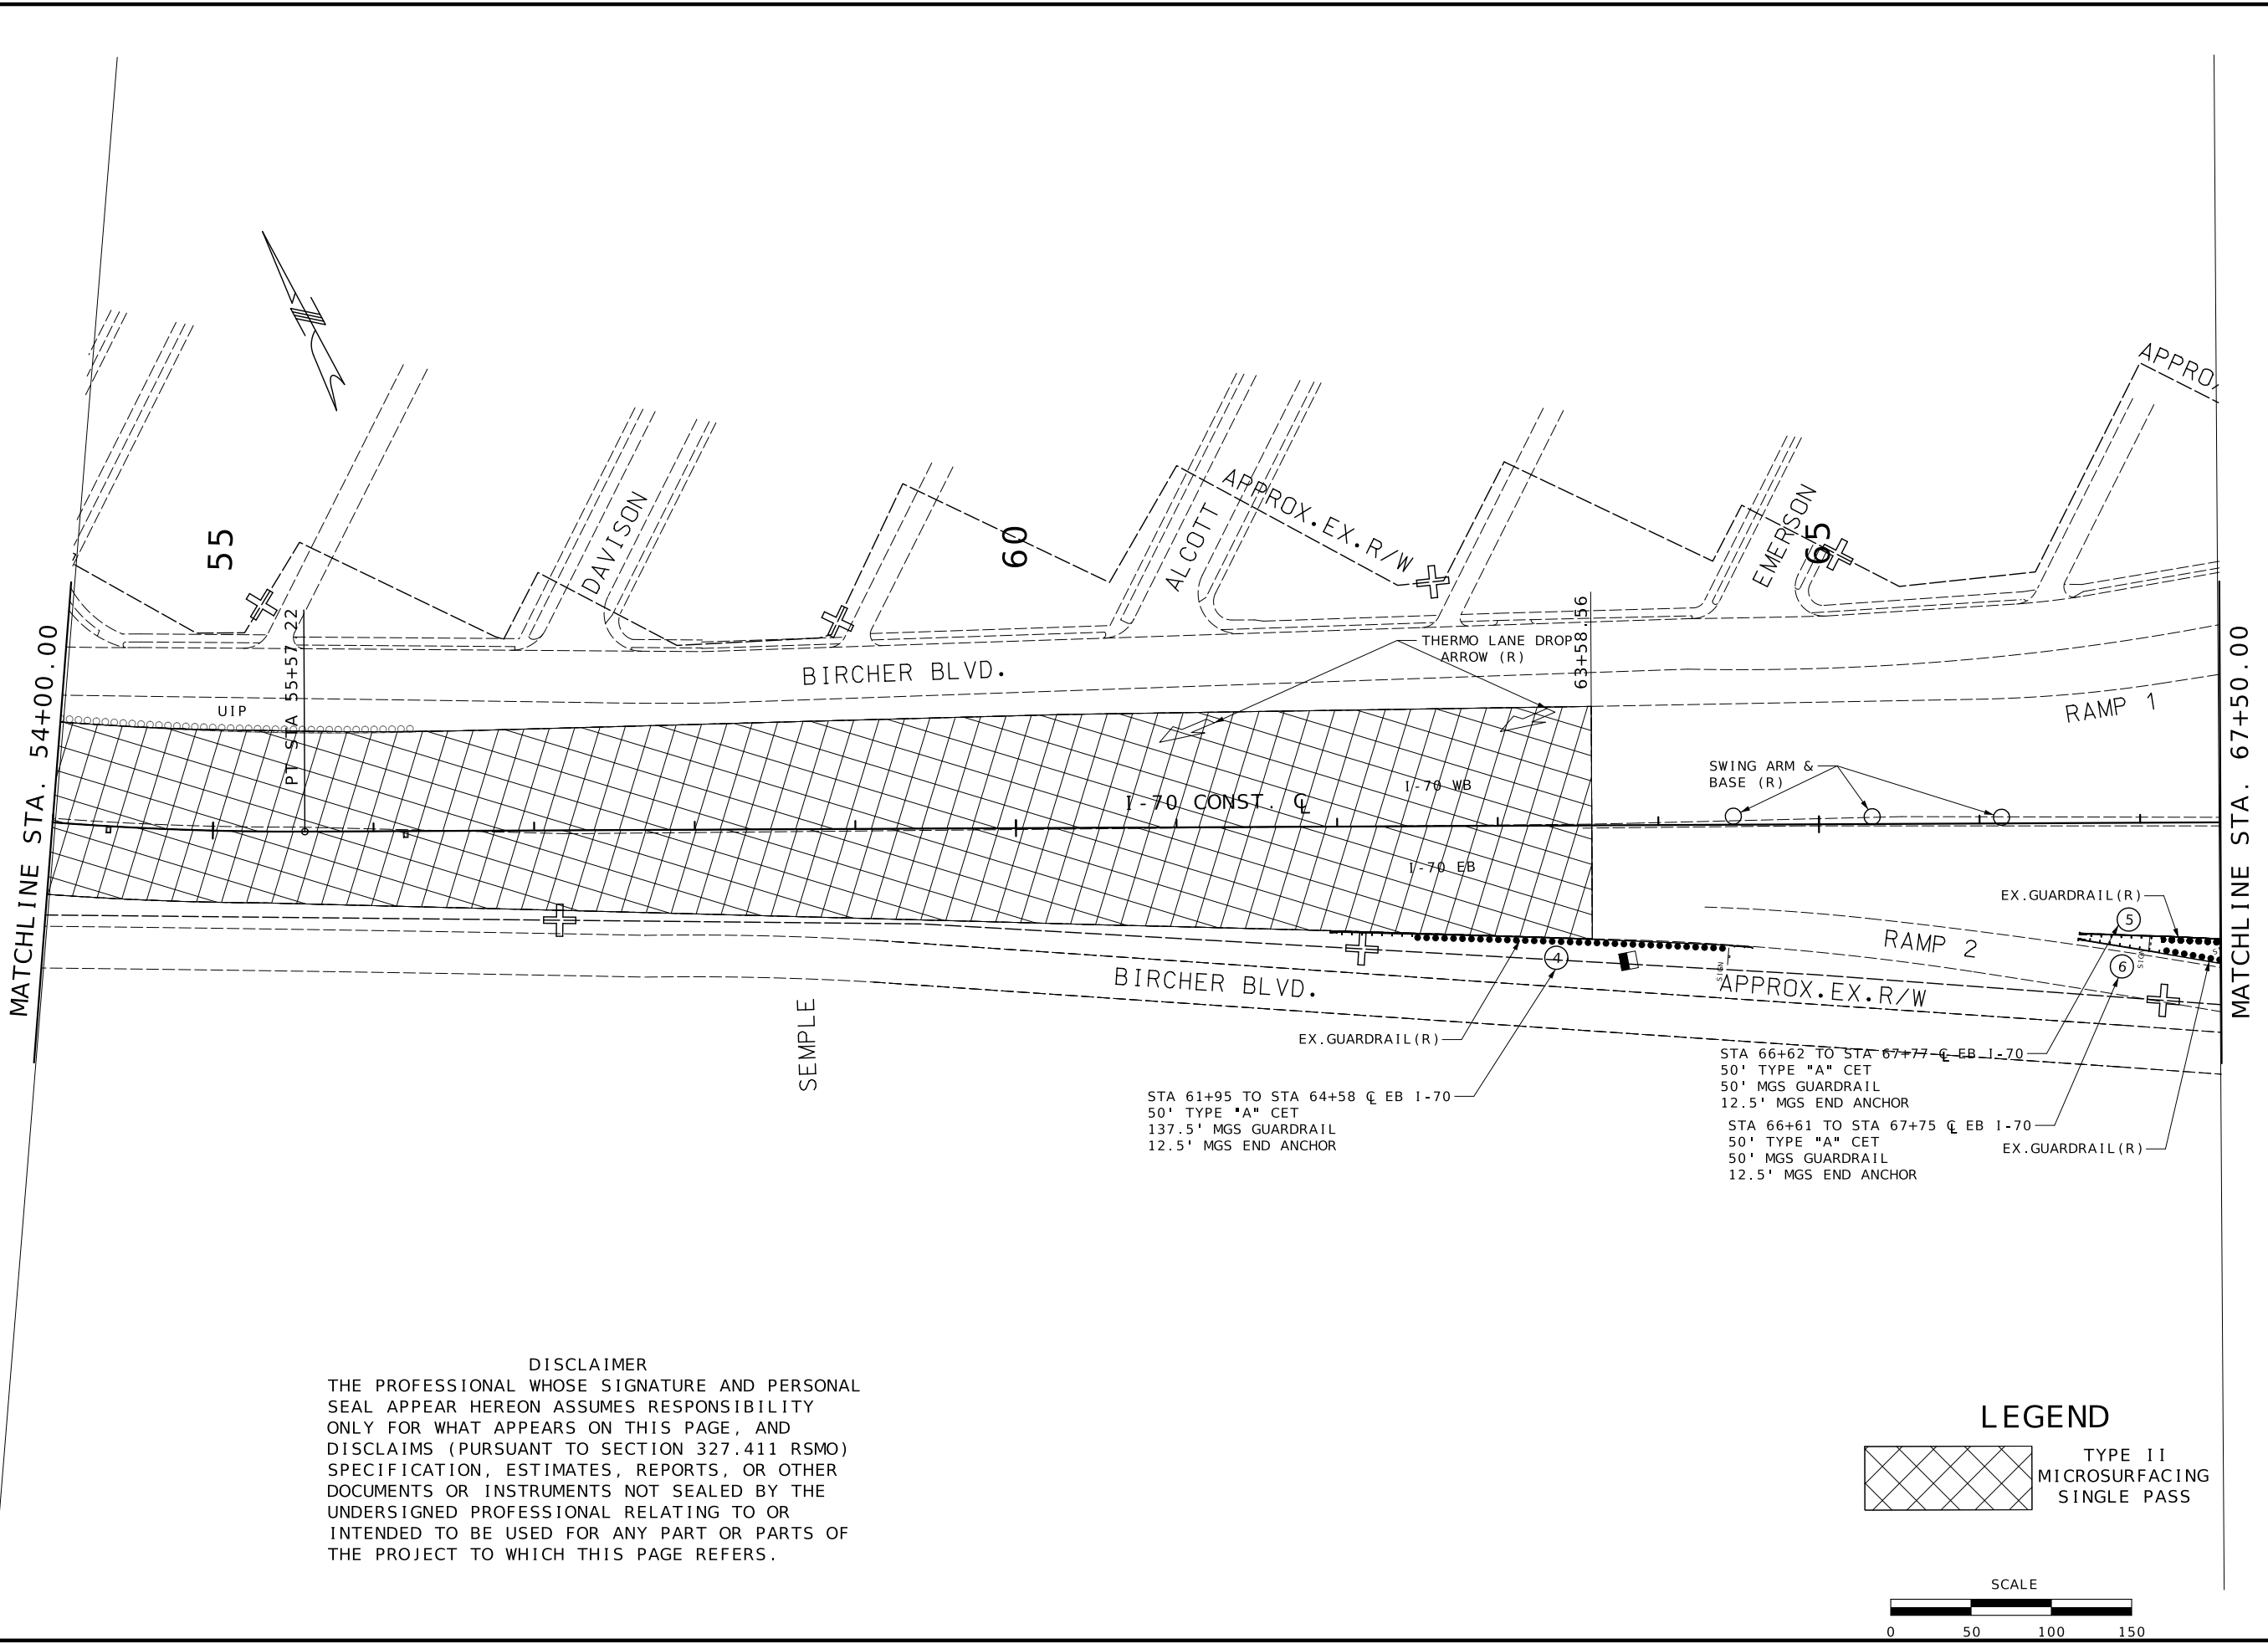 APPROX.
55
60
65
DAVISON
APPROX.EX.R/W
ALCOTT
EMERSON
PT STA 55+57.22
63+58.56
MATCHLINE STA. 54+00.00
MATCHLINE STA. 67+50.00
THERMO LANE DROP
ARROW (R)
BIRCHER BLVD.
UIP
RAMP 1
SWING ARM &
BASE (R)
I-70 WB
I-70 CONST. ℄
I-70 EB
EX.GUARDRAIL(R)
5
RAMP 2
4
6
SIGN
BIRCHER BLVD.
APPROX.EX.R/W
SEMPLE
EX.GUARDRAIL(R)
STA 66+62 TO STA 67+77 ℄ EB I-70
50' TYPE "A" CET
50' MGS GUARDRAIL
12.5' MGS END ANCHOR
STA 61+95 TO STA 64+58 ℄ EB I-70
50' TYPE "A" CET
137.5' MGS GUARDRAIL
12.5' MGS END ANCHOR
STA 66+61 TO STA 67+75 ℄ EB I-70
50' TYPE "A" CET
50' MGS GUARDRAIL
12.5' MGS END ANCHOR
EX.GUARDRAIL(R)
DISCLAIMER
THE PROFESSIONAL WHOSE SIGNATURE AND PERSONAL
SEAL APPEAR HEREON ASSUMES RESPONSIBILITY
ONLY FOR WHAT APPEARS ON THIS PAGE, AND
DISCLAIMS (PURSUANT TO SECTION 327.411 RSMO)
SPECIFICATION, ESTIMATES, REPORTS, OR OTHER
DOCUMENTS OR INSTRUMENTS NOT SEALED BY THE
UNDERSIGNED PROFESSIONAL RELATING TO OR
INTENDED TO BE USED FOR ANY PART OR PARTS OF
THE PROJECT TO WHICH THIS PAGE REFERS.
LEGEND
TYPE II
MICROSURFACING
SINGLE PASS
SCALE
0 50 100 150